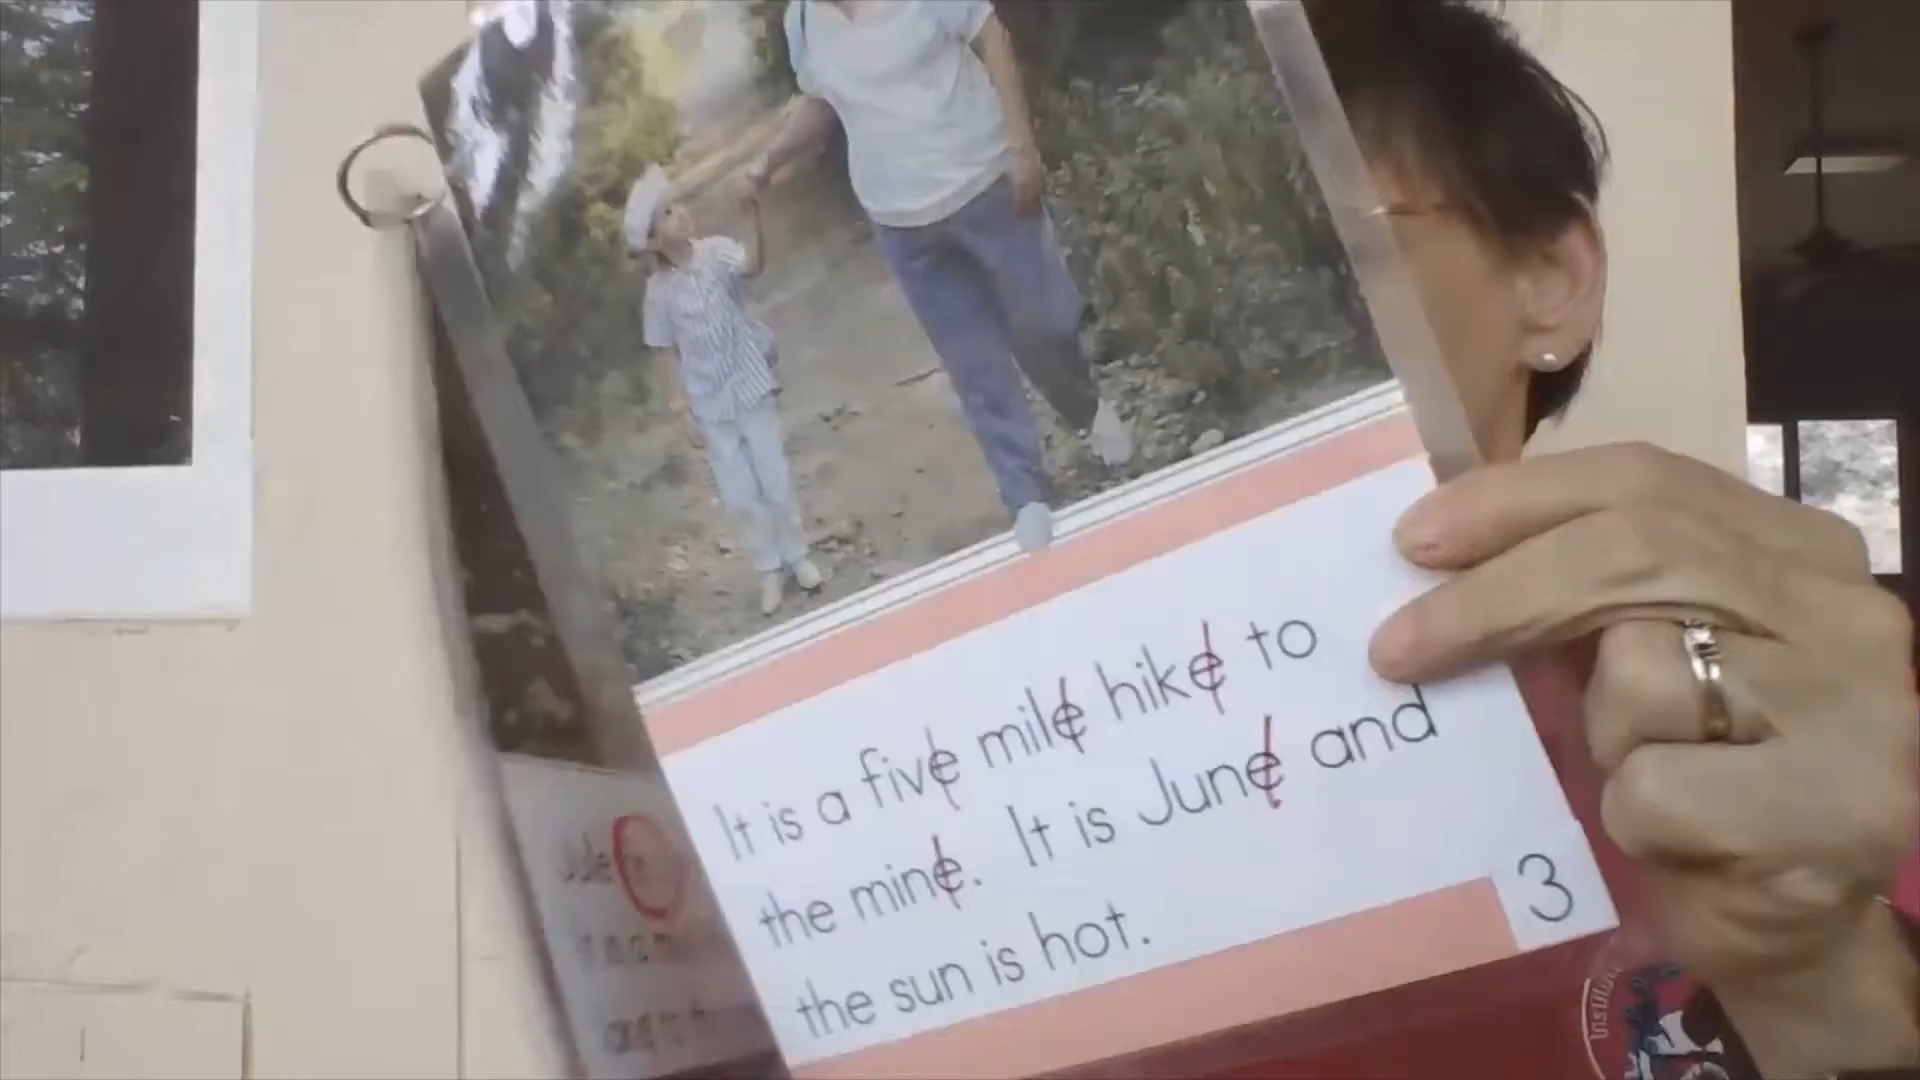 It is a five mile hike to
the mine. It is June and
the sun is hot.
3